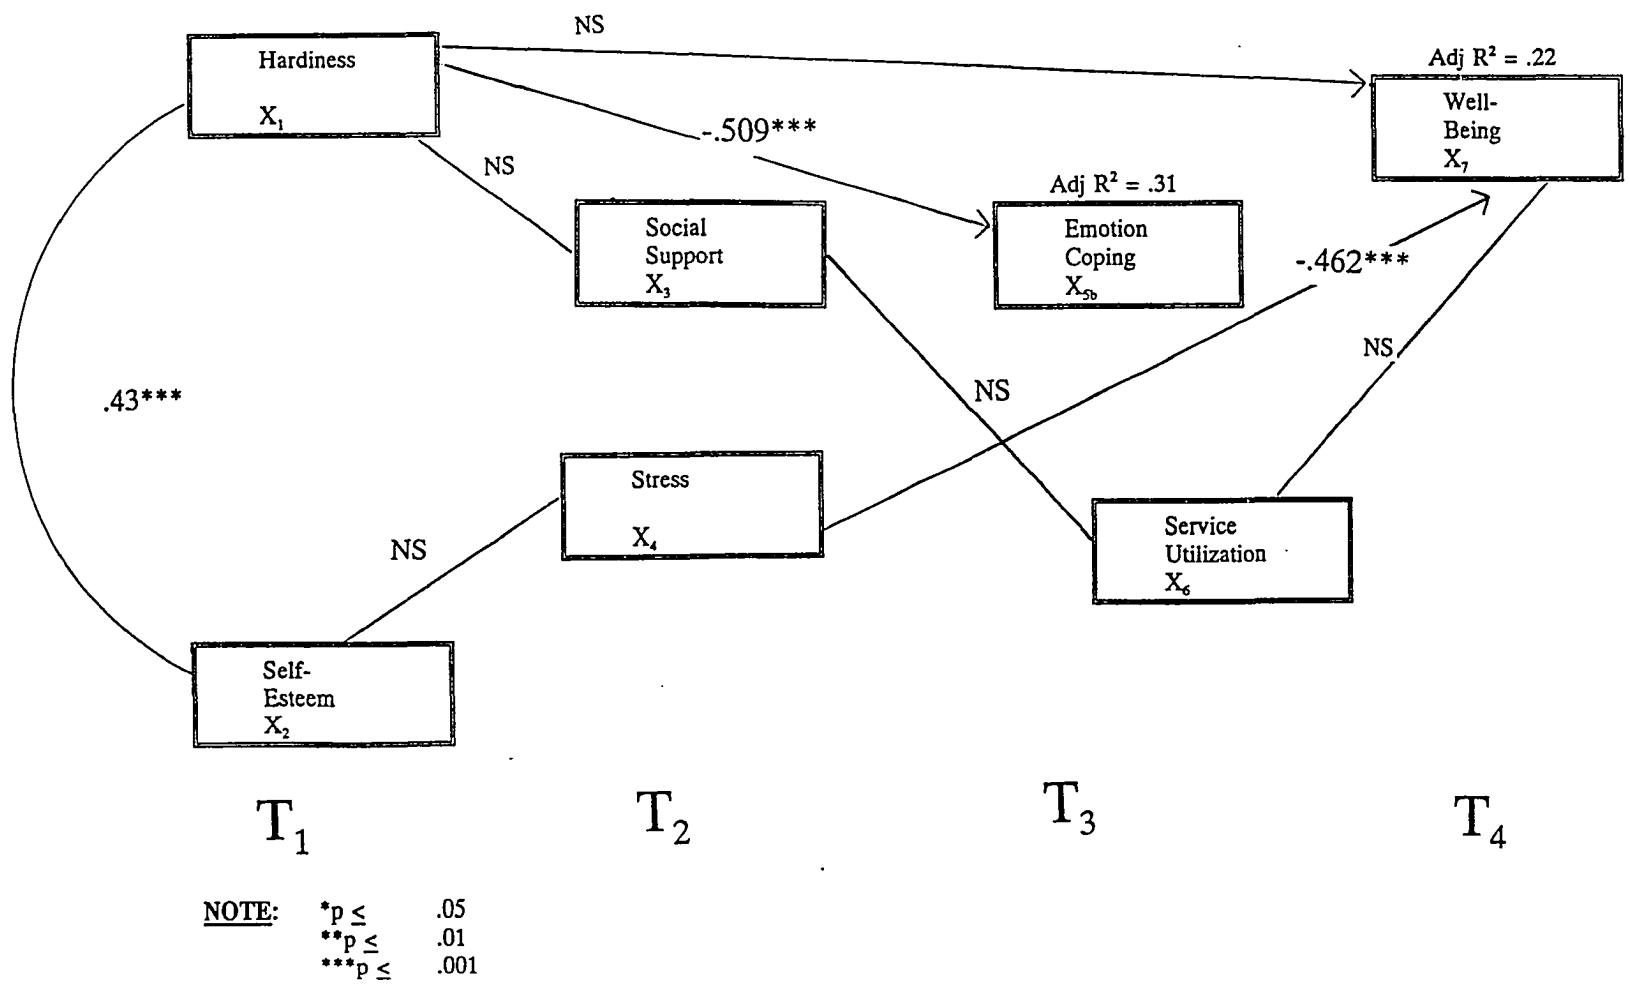 NS
Hardiness
X₁
Adj R² = .22
Well-
Being
X₇
-.509***
NS
Adj R² = .31
Social
Support
X₃
Emotion
Coping
X₅b
-.462***
NS
NS
.43***
Stress
X₄
NS
Service
Utilization
X₆
Self-
Esteem
X₂
T₁
T₂
T₃
T₄
NOTE: *p ≤ .05
**p ≤ .01
***p ≤ .001